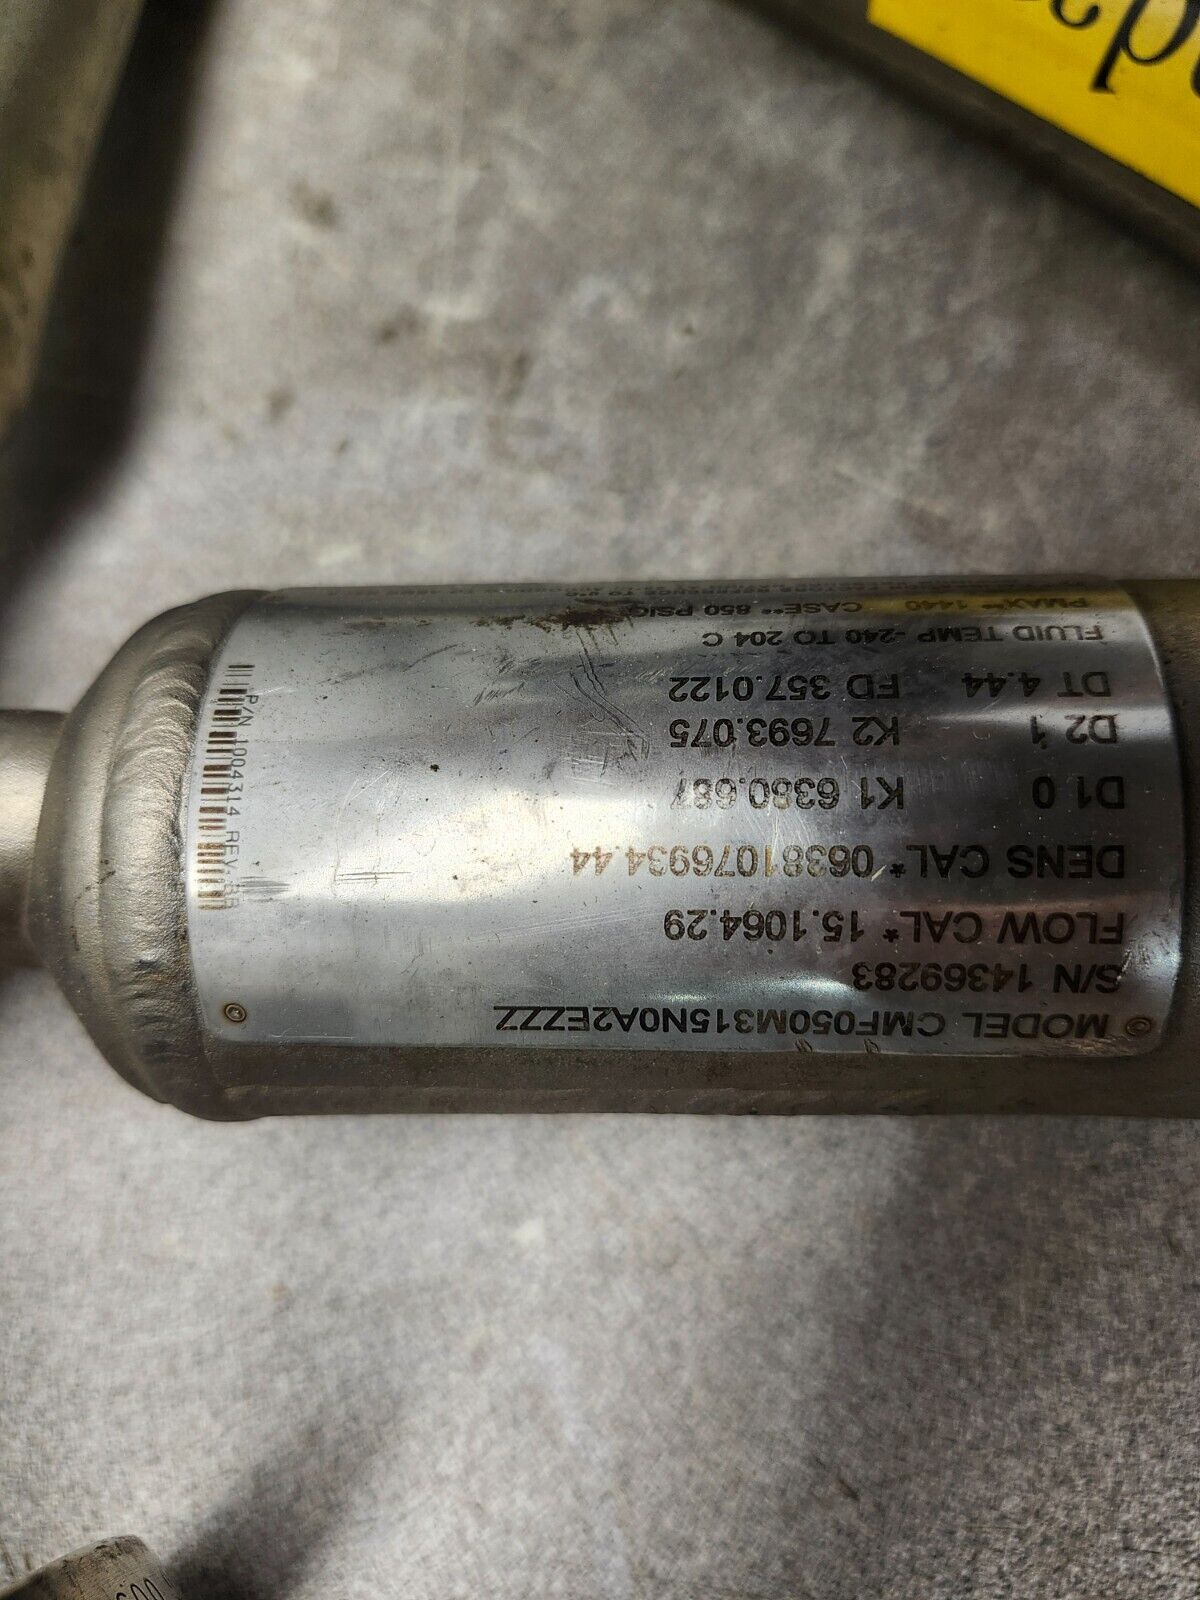 MODEL CMF050M315N0A2EZZZ
S/N 14369283
FLOW CAL* 15.1064.29
DENS CAL* 06381076934.44
D1 0 K1 6380.687
D2 1 K2 7693.075
DT 4.44 FD 357.0122
FLUID TEMP -240 TO 204 C
PMAX** 1440 CASE** 850 PSIG
P/N 1004314 REV.